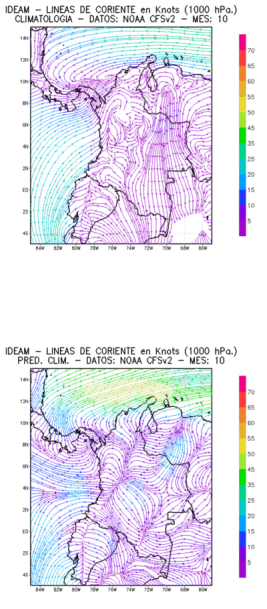 IDEAM – LINEAS DE CORIENTE en Knots (1000 hPa.)
CLIMATOLOGIA – DATOS: NOAA CFSv2 – MES: 10
14N
12N
10N
8N
6N
4N
2N
EQ
2S
4S
84W 82W 80W 78W 76W 74W 72W 70W 68W 66W
70
65
60
55
50
45
40
35
30
25
20
15
10
5
IDEAM – LINEAS DE CORIENTE en Knots (1000 hPa.)
PRED. CLIM. – DATOS: NOAA CFSv2 – MES: 10
14N
12N
10N
8N
6N
4N
2N
EQ
2S
4S
84W 82W 80W 78W 76W 74W 72W 70W 68W 66W
70
65
60
55
50
45
40
35
30
25
20
15
10
5